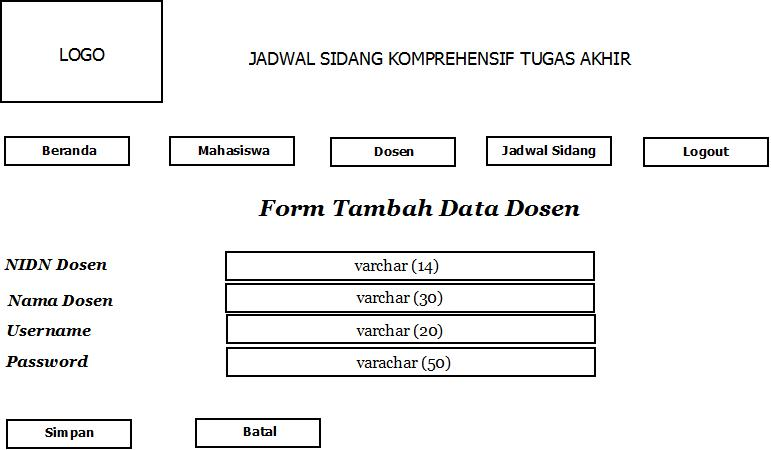 LOGO
JADWAL SIDANG KOMPREHENSIF TUGAS AKHIR
Beranda Mahasiswa Dosen Jadwal Sidang Logout
Form Tambah Data Dosen
NIDN Dosen varchar (14)
Nama Dosen varchar (30)
Username varchar (20)
Password varachar (50)
Simpan Batal